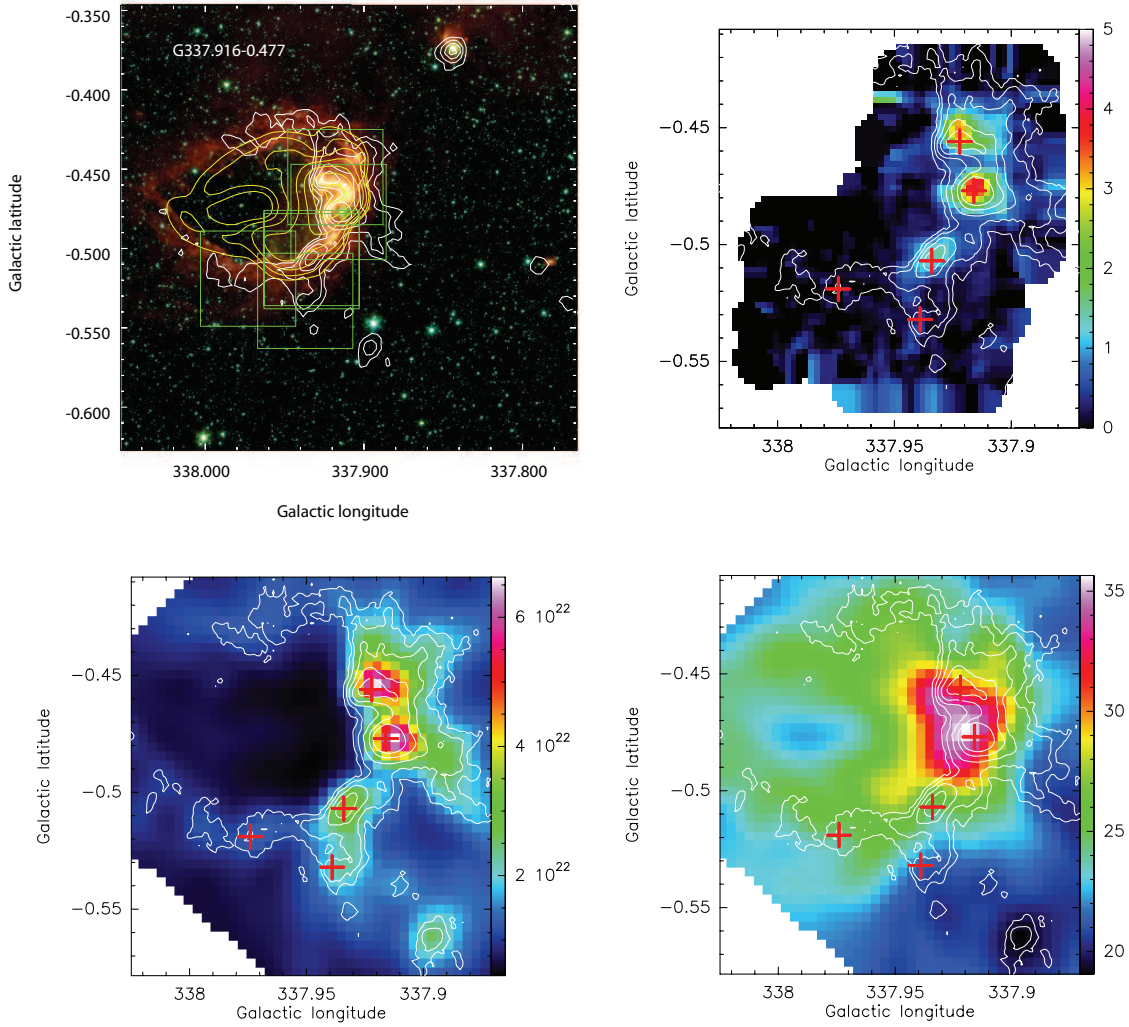 G337.916-0.477
-0.350
-0.400
-0.450
-0.500
-0.550
-0.600
Galactic latitude
338.000 337.900 337.800
Galactic longitude
−0.45
−0.5
−0.55
Galactic latitude
338 337.95 337.9
Galactic longitude
5
4
3
2
1
0
−0.45
−0.5
−0.55
Galactic latitude
338 337.95 337.9
Galactic longitude
6 10²²
4 10²²
2 10²²
−0.45
−0.5
−0.55
Galactic latitude
338 337.95 337.9
Galactic longitude
35
30
25
20